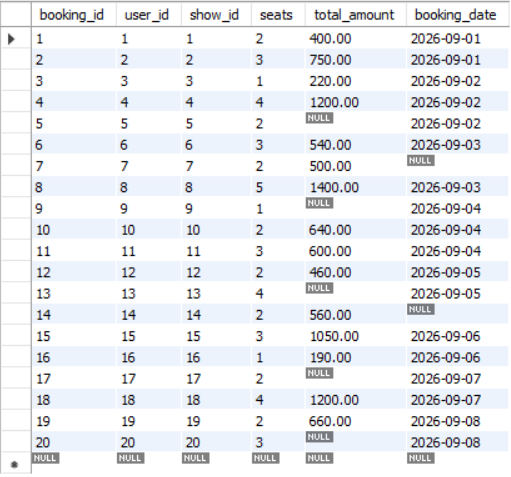 booking_id user_id show_id seats total_amount booking_date
1 1 1 2 400.00 2026-09-01
2 2 2 3 750.00 2026-09-01
3 3 3 1 220.00 2026-09-02
4 4 4 4 1200.00 2026-09-02
5 5 5 2 NULL 2026-09-02
6 6 6 3 540.00 2026-09-03
7 7 7 2 500.00 NULL
8 8 8 5 1400.00 2026-09-03
9 9 9 1 NULL 2026-09-04
10 10 10 2 640.00 2026-09-04
11 11 11 3 600.00 2026-09-04
12 12 12 2 460.00 2026-09-05
13 13 13 4 NULL 2026-09-05
14 14 14 2 560.00 NULL
15 15 15 3 1050.00 2026-09-06
16 16 16 1 190.00 2026-09-06
17 17 17 2 NULL 2026-09-07
18 18 18 4 1200.00 2026-09-07
19 19 19 2 660.00 2026-09-08
20 20 20 3 NULL 2026-09-08
NULL NULL NULL NULL NULL NULL